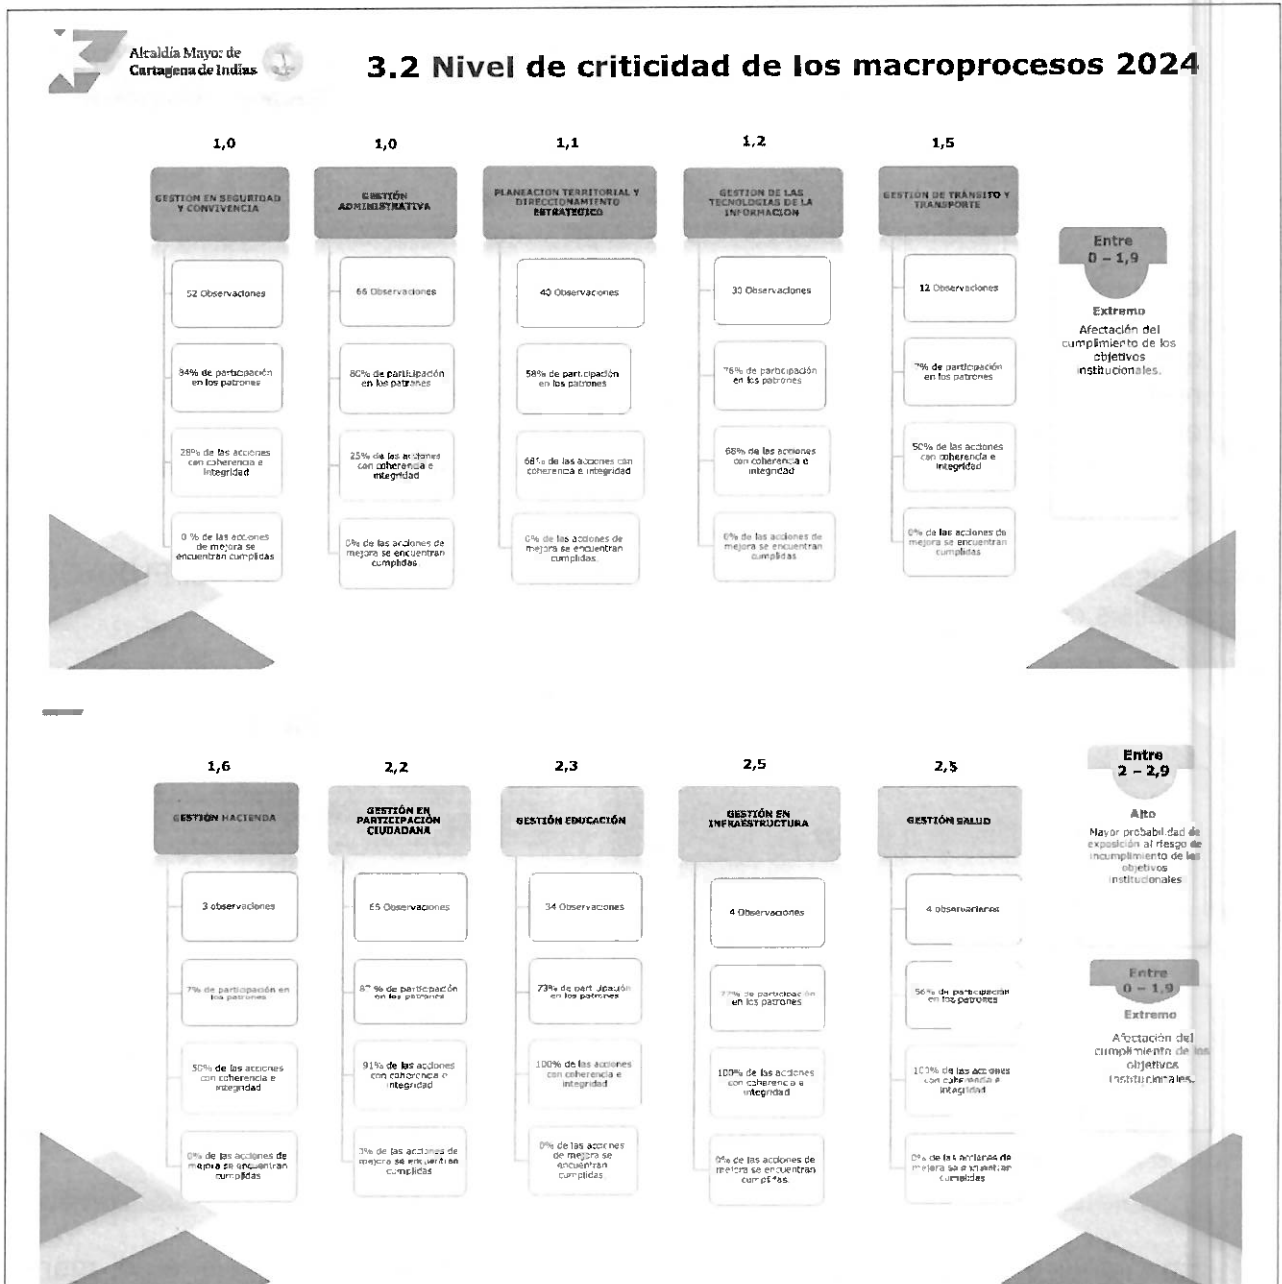 Alcaldía Mayor de
Cartagena de Indias
3.2 Nivel de criticidad de los macroprocesos 2024
1,0
1,0
1,1
1,2
1,5
GESTION EN SEGURIDAD
Y CONVIVENCIA
GESTIÓN
ADMINISTRATIVA
PLANEACION TERRITORIAL Y
DIRECCIONAMIENTO
ESTRATEGICO
GESTION DE LAS
TECNOLOGIAS DE LA
INFORMACION
GESTION DE TRÁNSITO Y
TRANSPORTE
52 Observaciones
66 Observaciones
40 Observaciones
30 Observaciones
12 Observaciones
84% de participación
en los patrones
80% de participación
en los patrones
58% de participación
en los patrones
76% de participación
en los patrones
7% de participación
en los patrones
28% de las acciones
con coherencia e
integridad
25% de las acciones
con coherencia e
integridad
68% de las acciones con
coherencia e integridad
68% de las acciones
con coherencia e
integridad
50% de las acciones
con coherencia e
integridad
0 % de las acciones
de mejora se
encuentran cumplidas
0% de las acciones de
mejora se encuentran
cumplidas.
0% de las acciones de
mejora se encuentran
cumplidas.
0% de las acciones de
mejora se encuentran
cumplidas
0% de las acciones de
mejora se encuentran
cumplidas
Entre
0 – 1,9
Extremo
Afectación del
cumplimiento de los
objetivos
institucionales.
1,6
2,2
2,3
2,5
2,5
GESTIÓN HACIENDA
GESTIÓN EN
PARTICIPACIÓN
CIUDADANA
GESTIÓN EDUCACIÓN
GESTIÓN EN
INFRAESTRUCTURA
GESTIÓN SALUD
3 observaciones
65 Observaciones
34 Observaciones
4 Observaciones
4 observaciones
7% de participación en
los patrones
87 % de participación
en los patrones
73% de participación
en los patrones
77% de participación
en los patrones
56% de participación
en los patrones
50% de las acciones
con coherencia e
integridad
91% de las acciones
con coherencia e
integridad
100% de las acciones
con coherencia e
integridad
100% de las acciones
con coherencia e
integridad
100% de las acciones
con coherencia e
integridad
0% de las acciones de
mejora se encuentran
cumplidas
0% de las acciones de
mejora se encuentran
cumplidas
0% de las acciones
de mejora se
encuentran
cumplidas
0% de las acciones de
mejora se encuentran
cumplidas.
0% de las acciones de
mejora se encuentran
cumplidas
Entre
2 – 2,9
Alto
Mayor probabilidad de
exposición al riesgo de
incumplimiento de los
objetivos
institucionales
Entre
0 – 1,9
Extremo
Afectación del
cumplimiento de los
objetivos
institucionales.